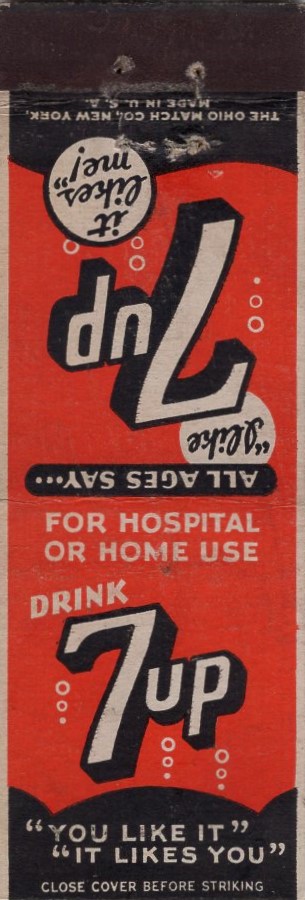 THE OHIO MATCH CO., NEW YORK,
MADE IN U. S. A.
ALL AGES SAY...
"I like
7up
it
likes
me!"
FOR HOSPITAL
OR HOME USE
DRINK
7up
"YOU LIKE IT"
"IT LIKES YOU"
CLOSE COVER BEFORE STRIKING